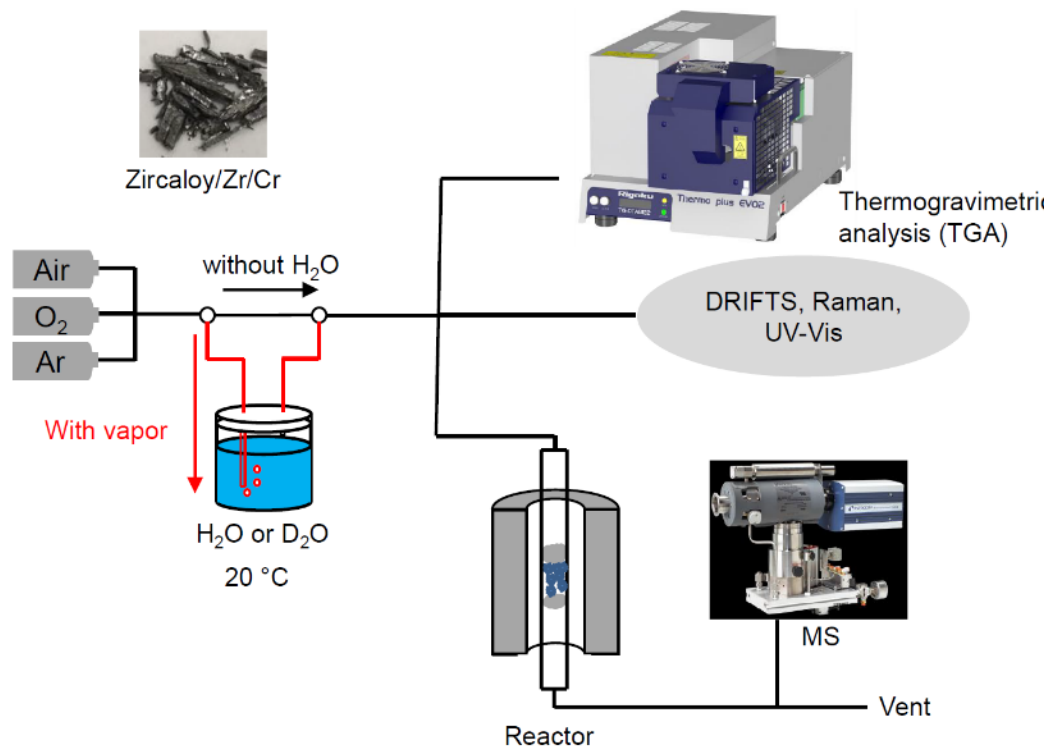 Zircaloy/Zr/Cr
Rigaku
Thermo plus EVO2
Thermogravimetric
analysis (TGA)
Air
O₂
Ar
without H₂O
With vapor
H₂O or D₂O
20 °C
DRIFTS, Raman,
UV-Vis
MS
Vent
Reactor